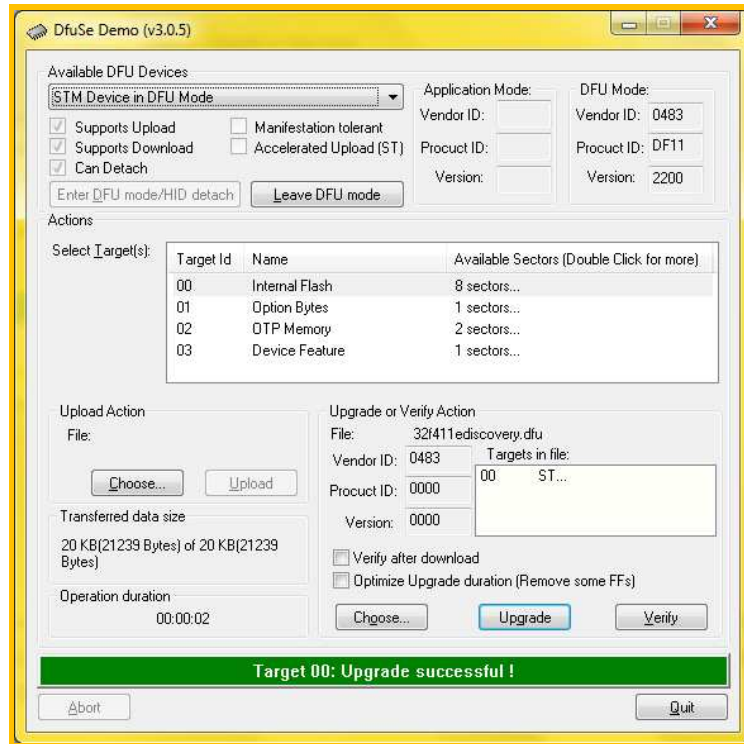 DfuSe Demo (v3.0.5)
Available DFU Devices
STM Device in DFU Mode
Supports Upload
Manifestation tolerant
Supports Download
Accelerated Upload (ST)
Can Detach
Enter DFU mode/HID detach
Leave DFU mode
Application Mode:
Vendor ID:
Procuct ID:
Version:
DFU Mode:
Vendor ID: 0483
Procuct ID: DF11
Version: 2200
Actions
Select Target(s):
Target Id Name Available Sectors (Double Click for more)
00 Internal Flash 8 sectors...
01 Option Bytes 1 sectors...
02 OTP Memory 2 sectors...
03 Device Feature 1 sectors...
Upload Action
File:
Choose...
Upload
Transferred data size
20 KB(21239 Bytes) of 20 KB(21239
Bytes)
Operation duration
00:00:02
Upgrade or Verify Action
File: 32f411ediscovery.dfu
Vendor ID: 0483
Procuct ID: 0000
Version: 0000
Targets in file:
00 ST...
Verify after download
Optimize Upgrade duration (Remove some FFs)
Choose...
Upgrade
Verify
Target 00: Upgrade successful !
Abort
Quit